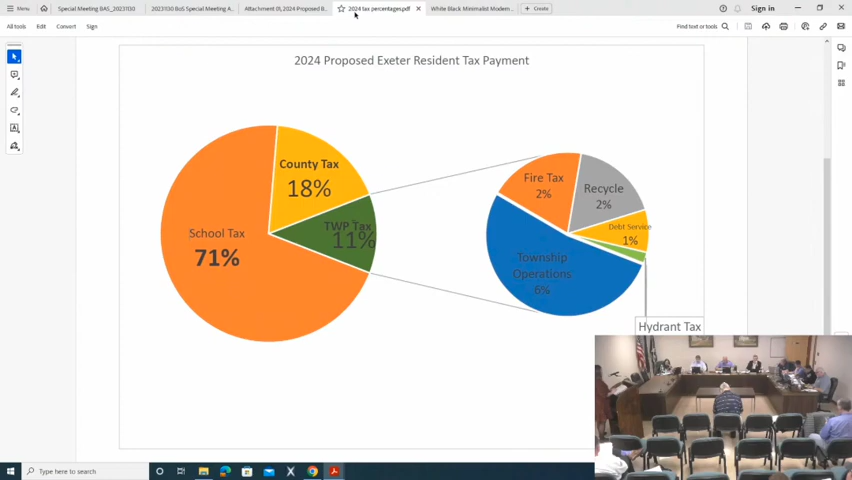 Menu
Special Meeting BAS_2023130
2023130 BoS Special Meeting A...
Attachment (I), 2024 Proposed B...
2024 tax percentages.pdf
White Black Minimalist Modern...
+ Create
Sign in
All tools
Edit
Convert
Sign
Find text or tools
2024 Proposed Exeter Resident Tax Payment
County Tax
18%
School Tax
71%
TWP Tax
11%
Fire Tax
2%
Recycle
2%
Debt Service
1%
Township
Operations
6%
Hydrant Tax
Type here to search